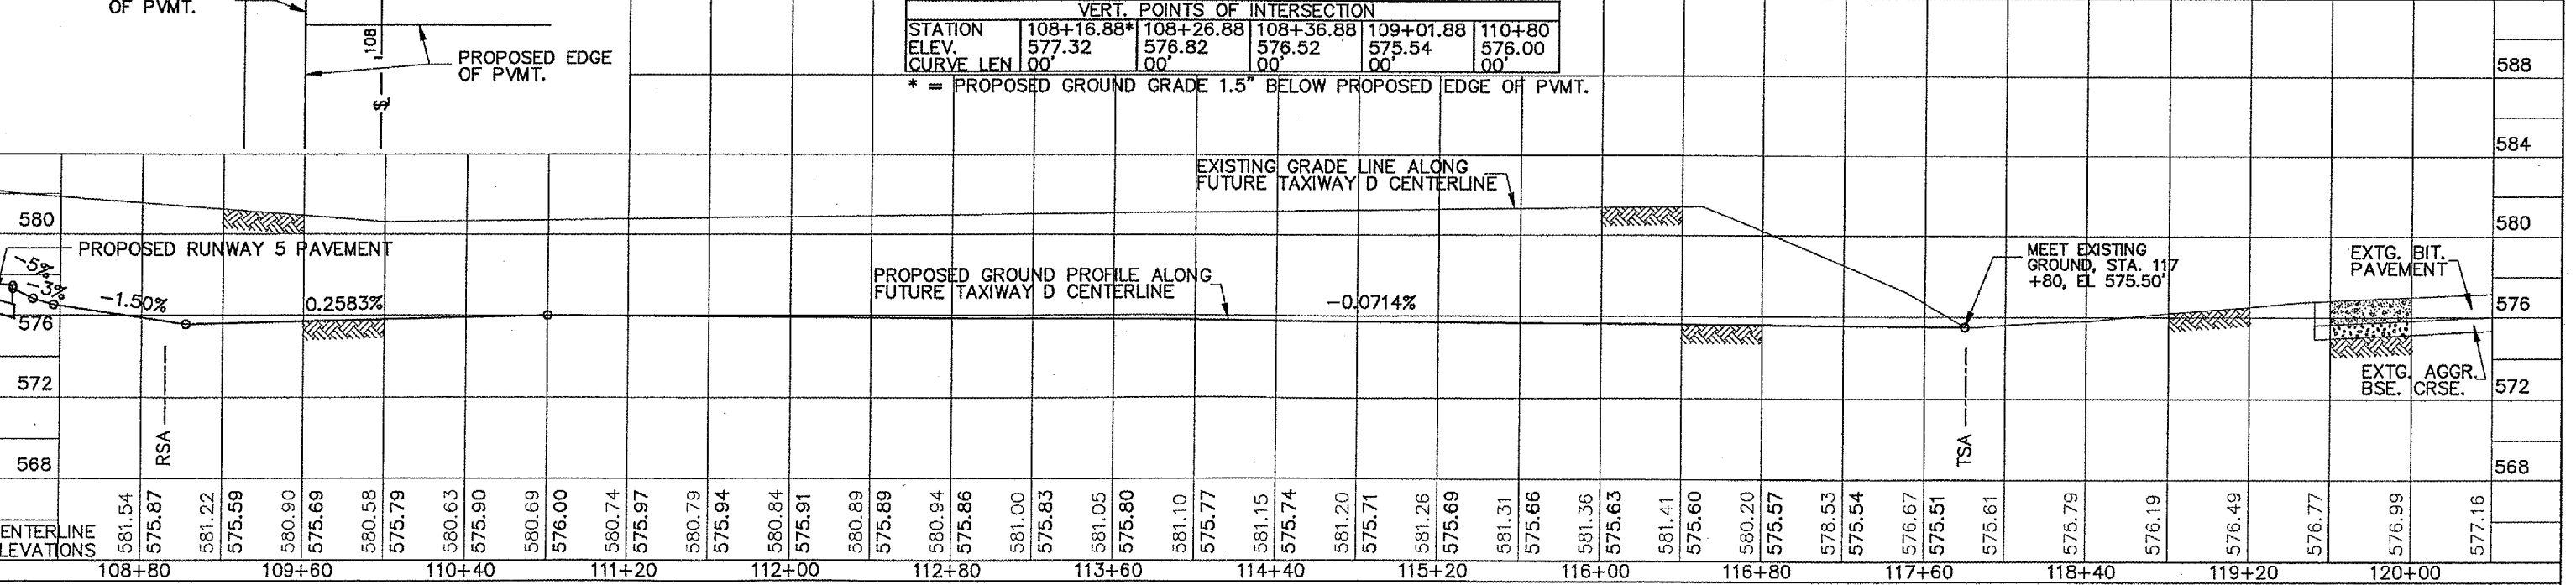 OF PVMT.
108
PROPOSED EDGE
OF PVMT.
VERT. POINTS OF INTERSECTION
STATION 108+16.88* 108+26.88 108+36.88 109+01.88 110+80
ELEV. 577.32 576.82 576.52 575.54 576.00
CURVE LEN 00' 00' 00' 00' 00'
* = PROPOSED GROUND GRADE 1.5" BELOW PROPOSED EDGE OF PVMT.
588
584
EXISTING GRADE LINE ALONG
FUTURE TAXIWAY D CENTERLINE
580
580
PROPOSED RUNWAY 5 PAVEMENT
-5%
-3%
-1.50%
0.2583%
PROPOSED GROUND PROFILE ALONG
FUTURE TAXIWAY D CENTERLINE
-0.0714%
MEET EXISTING
GROUND, STA. 117
+80, EL 575.50'
EXTG. BIT.
PAVEMENT
576
576
EXTG. AGGR.
BSE. CRSE.
572
572
RSA
TSA
568
568
ENTERLINE
LEVATIONS
581.54 575.87 581.22 575.59 580.90 575.69 580.58 575.79 580.63 575.90 580.69 576.00 580.74 575.97 580.79 575.94 580.84 575.91 580.89 575.89 580.94 575.86 581.00 575.83 581.05 575.80 581.10 575.77 581.15 575.74 581.20 575.71 581.26 575.69 581.31 575.66 581.36 575.63 581.41 575.60 580.20 575.57 578.53 575.54 576.67 575.51 575.61 575.79 576.19 576.49 576.77 576.99 577.16
108+80 109+60 110+40 111+20 112+00 112+80 113+60 114+40 115+20 116+00 116+80 117+60 118+40 119+20 120+00